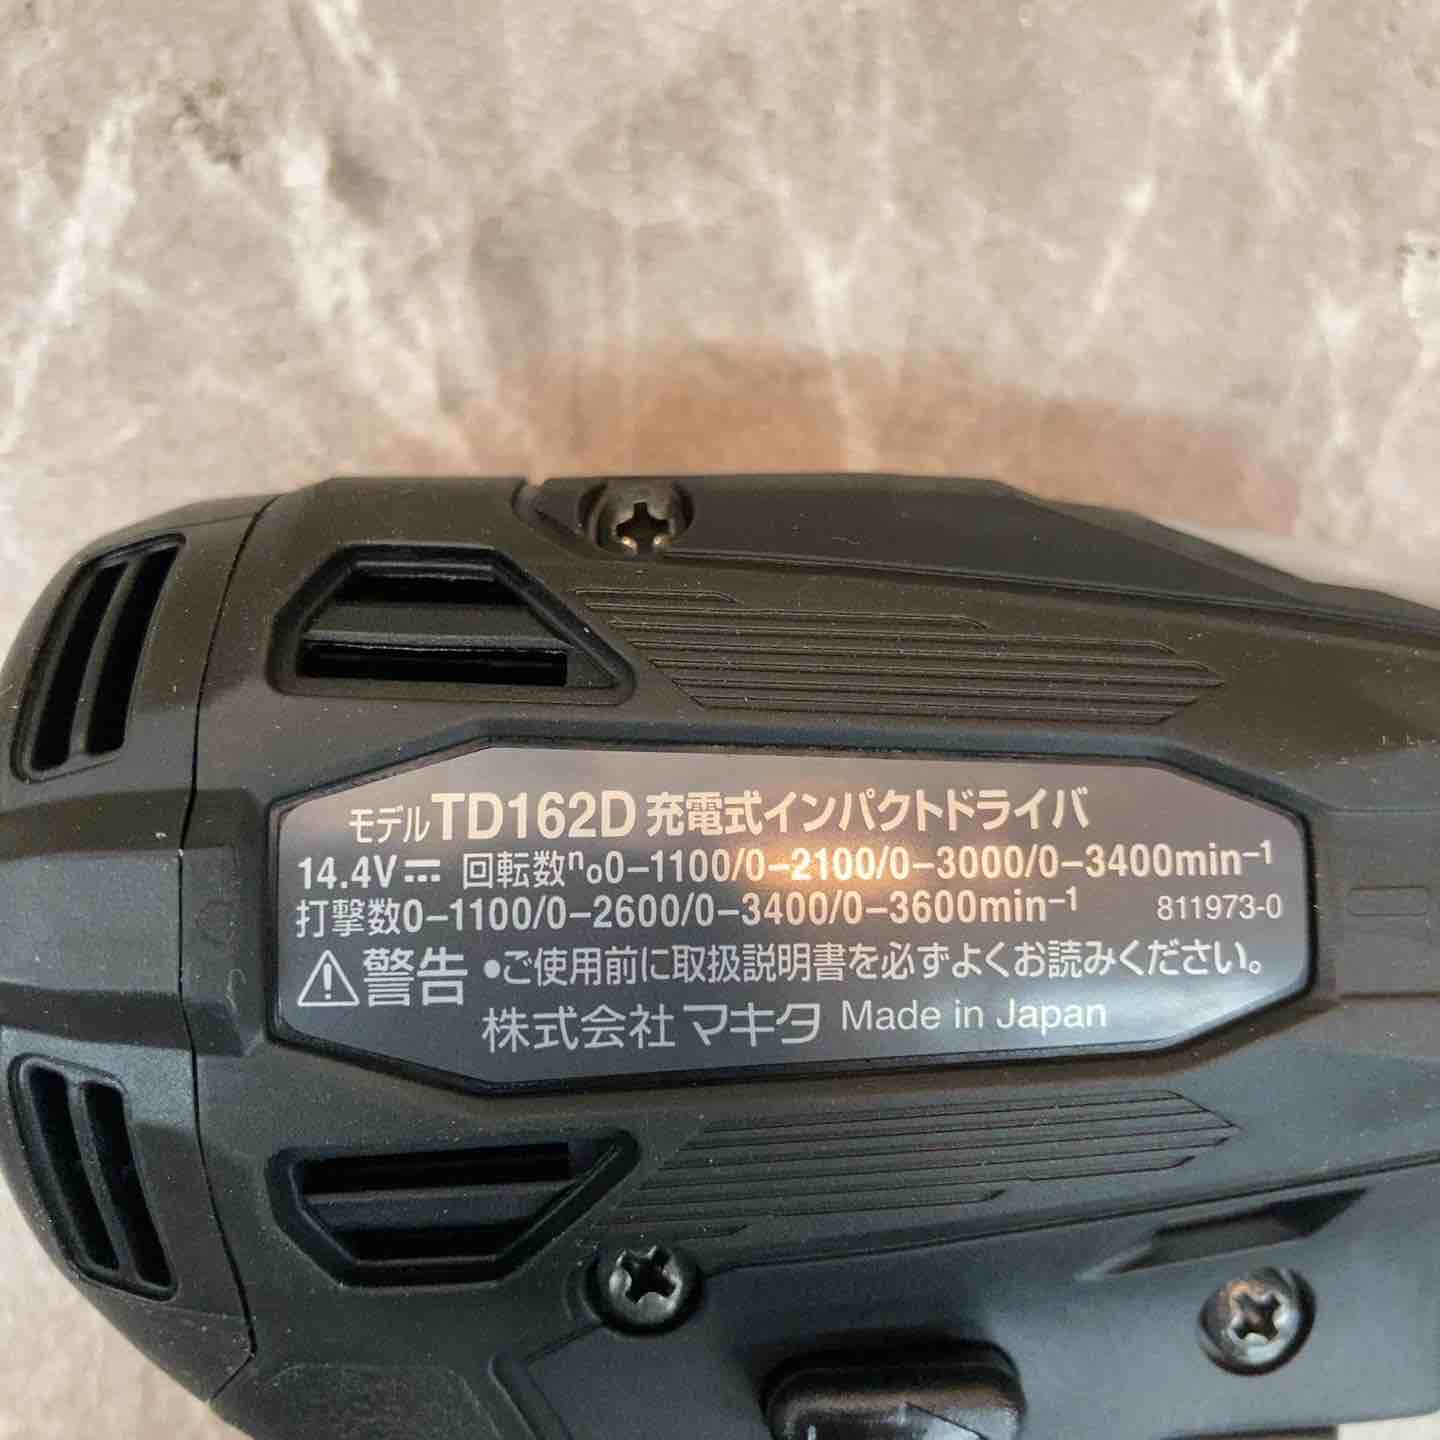 モデルTD162D 充電式インパクトドライバ
14.4V⎓ 回転数n₀0−1100/0−2100/0−3000/0−3400min⁻¹
打撃数0−1100/0−2600/0−3400/0−3600min⁻¹ 811973-0
⚠警告 •ご使用前に取扱説明書を必ずよくお読みください。
株式会社マキタ Made in Japan